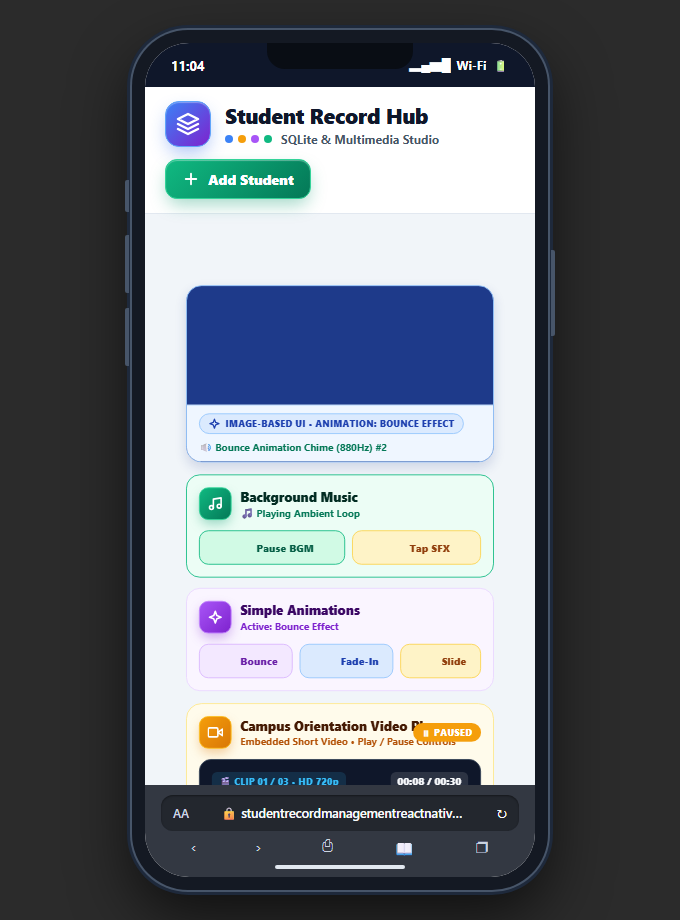 11:04
Wi-Fi
Student Record Hub
SQLite & Multimedia Studio
+ Add Student
IMAGE-BASED UI • ANIMATION: BOUNCE EFFECT
Bounce Animation Chime (880Hz) #2
Background Music
Playing Ambient Loop
Pause BGM
Tap SFX
Simple Animations
Active: Bounce Effect
Bounce
Fade-In
Slide
Campus Orientation Video
PAUSED
Embedded Short Video • Play / Pause Controls
CLIP 01 / 03 - HD 720p
00:08 / 00:30
AA
studentrecordmanagementreactnativ...